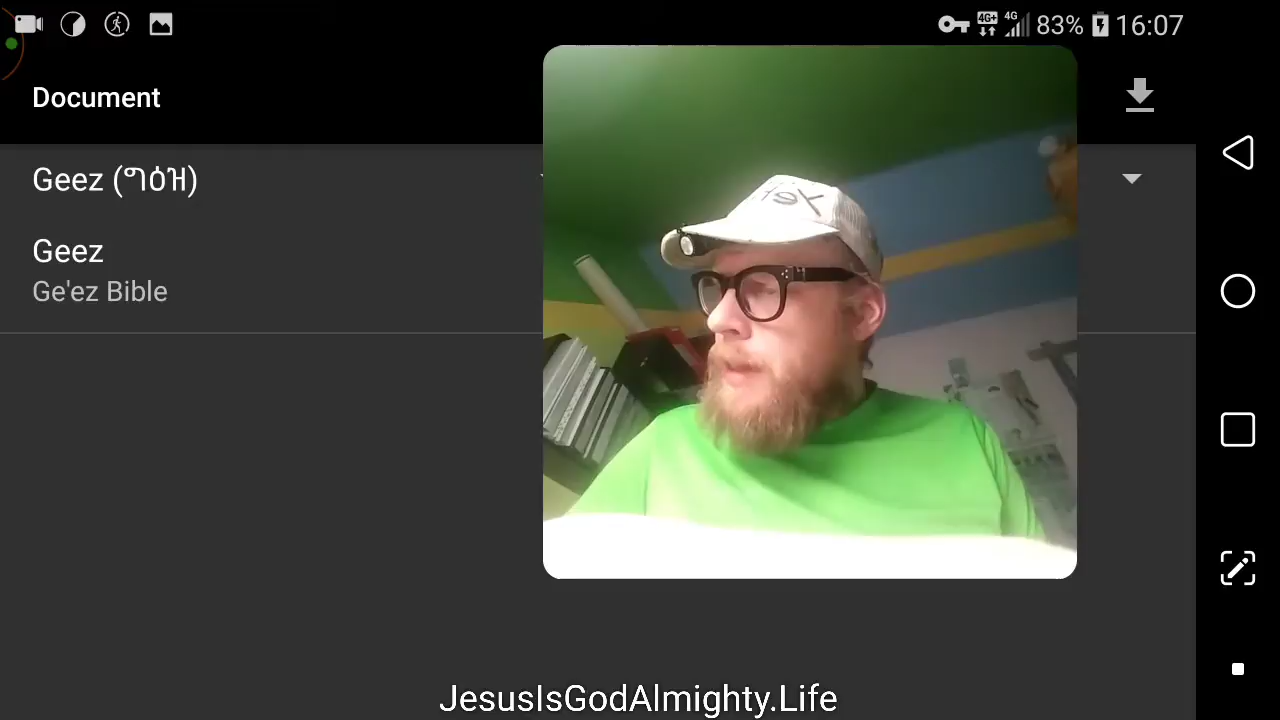 83% 16:07
Document
Geez (ግዕዝ)
Geez
Ge'ez Bible
JesusIsGodAlmighty.Life